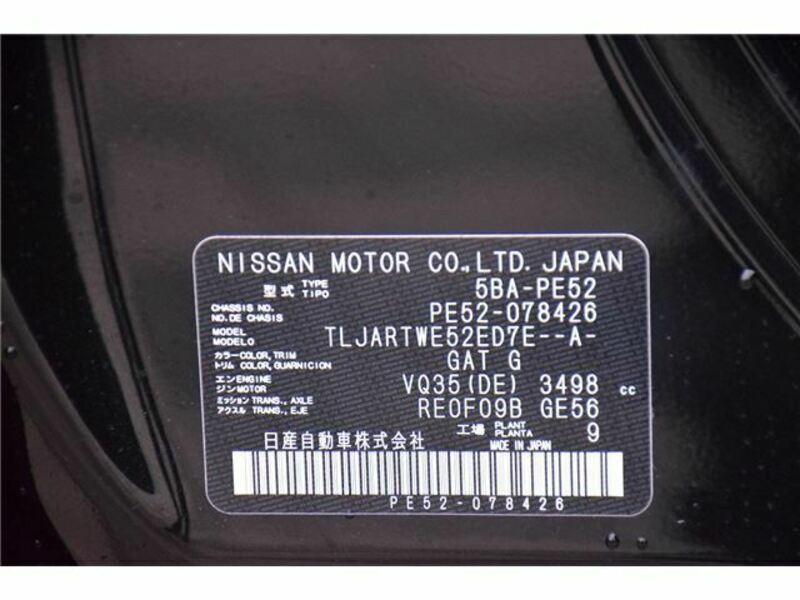 NISSAN MOTOR CO.,LTD. JAPAN
型式 TYPE TIPO 5BA-PE52
CHASSIS NO. NO.DE CHASIS PE52-078426
MODEL MODELO TLJARTWE52ED7E--A-
カラー COLOR, TRIM トリム COLOR, GUARNICION GAT G
エンジン ENGINE MOTOR VQ35(DE) 3498 cc
ミッション TRANS., AXLE アクスル TRANS., EJE RE0F09B GE56
工場 PLANT PLANTA 9
日産自動車株式会社 MADE IN JAPAN
PE52-078426